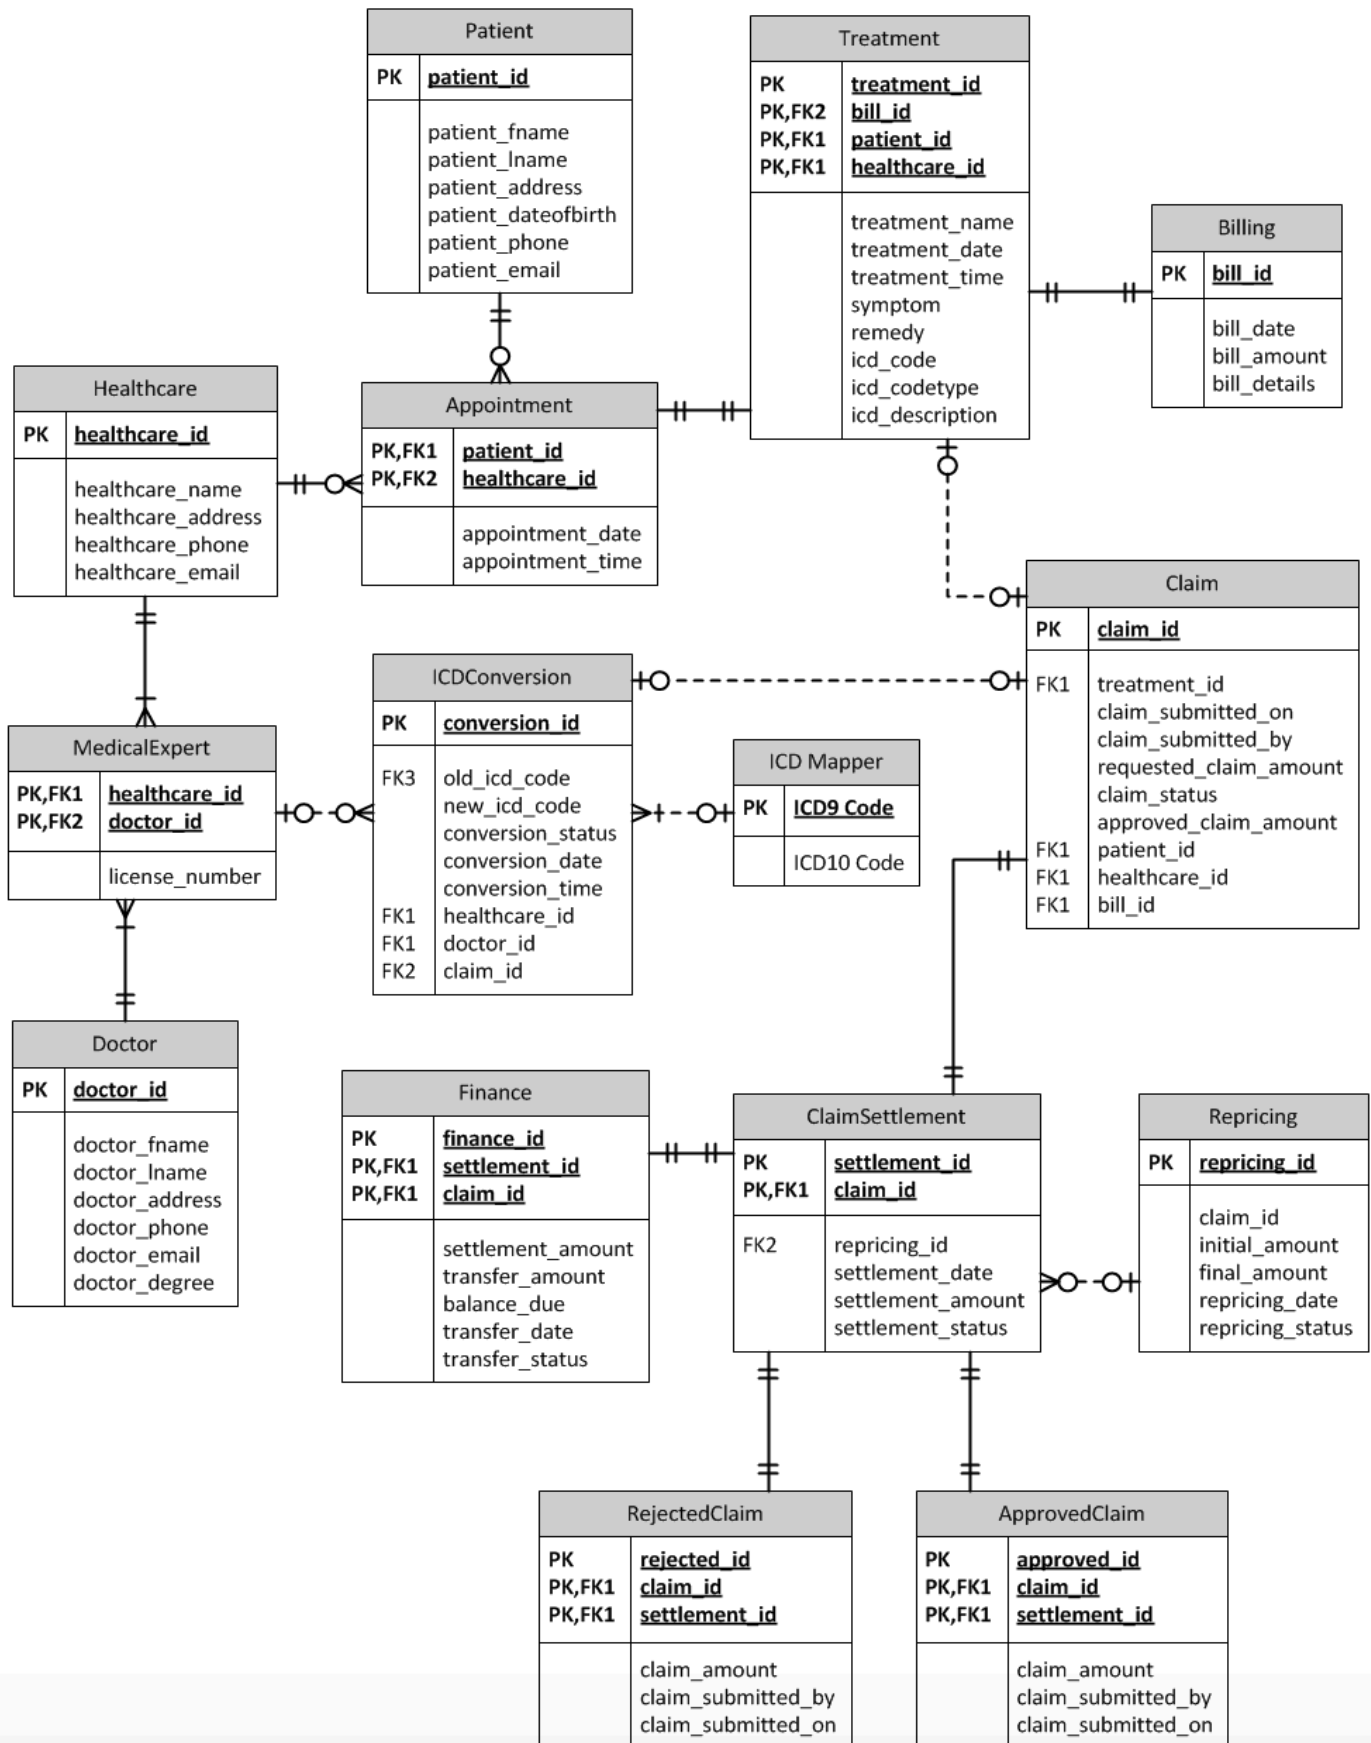 Patient
PK patient_id
patient_fname
patient_lname
patient_address
patient_dateofbirth
patient_phone
patient_email
Treatment
PK treatment_id
PK,FK2 bill_id
PK,FK1 patient_id
PK,FK1 healthcare_id
treatment_name
treatment_date
treatment_time
symptom
remedy
icd_code
icd_codetype
icd_description
Billing
PK bill_id
bill_date
bill_amount
bill_details
Healthcare
PK healthcare_id
healthcare_name
healthcare_address
healthcare_phone
healthcare_email
Appointment
PK,FK1 patient_id
PK,FK2 healthcare_id
appointment_date
appointment_time
Claim
PK claim_id
FK1 treatment_id
claim_submitted_on
claim_submitted_by
requested_claim_amount
claim_status
approved_claim_amount
FK1 patient_id
FK1 healthcare_id
FK1 bill_id
ICDConversion
PK conversion_id
FK3 old_icd_code
new_icd_code
conversion_status
conversion_date
conversion_time
FK1 healthcare_id
FK1 doctor_id
FK2 claim_id
MedicalExpert
PK,FK1 healthcare_id
PK,FK2 doctor_id
license_number
ICD Mapper
PK ICD9 Code
ICD10 Code
Doctor
PK doctor_id
doctor_fname
doctor_lname
doctor_address
doctor_phone
doctor_email
doctor_degree
Finance
PK finance_id
PK,FK1 settlement_id
PK,FK1 claim_id
settlement_amount
transfer_amount
balance_due
transfer_date
transfer_status
ClaimSettlement
PK settlement_id
PK,FK1 claim_id
FK2 repricing_id
settlement_date
settlement_amount
settlement_status
Repricing
PK repricing_id
claim_id
initial_amount
final_amount
repricing_date
repricing_status
RejectedClaim
PK rejected_id
PK,FK1 claim_id
PK,FK1 settlement_id
claim_amount
claim_submitted_by
claim_submitted_on
ApprovedClaim
PK approved_id
PK,FK1 claim_id
PK,FK1 settlement_id
claim_amount
claim_submitted_by
claim_submitted_on